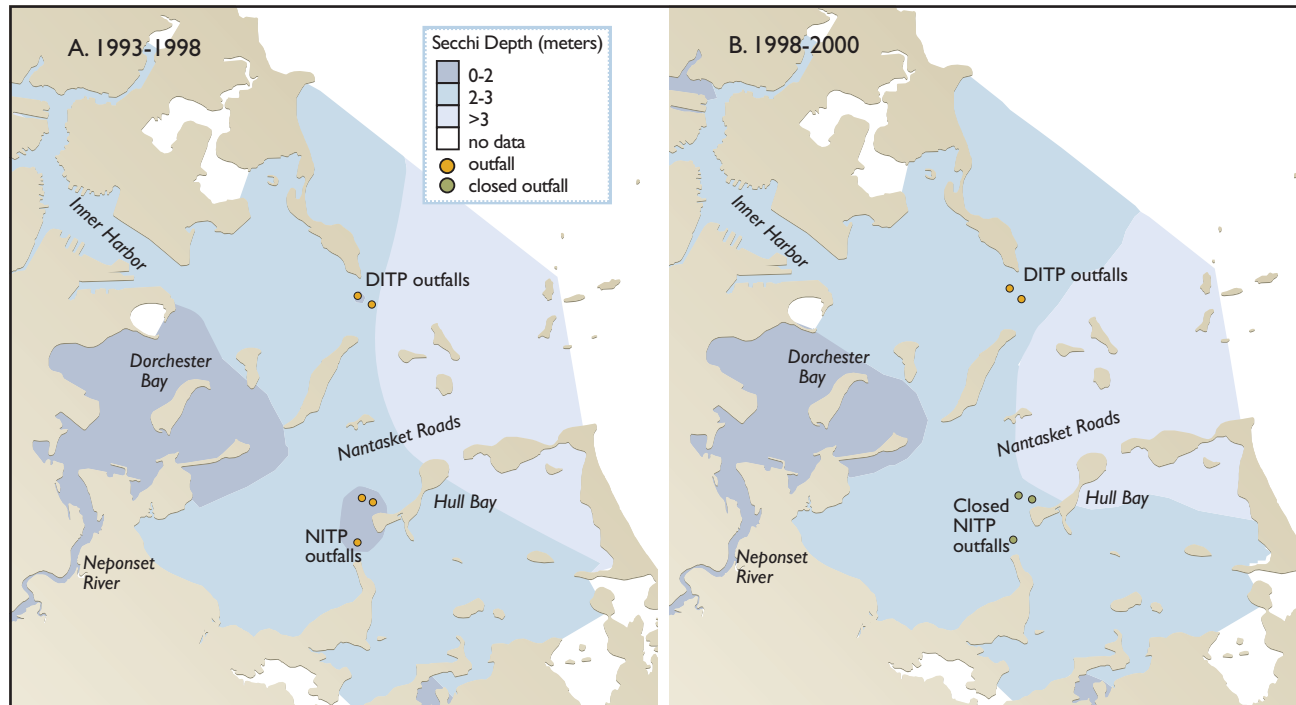 A. 1993-1998
Secchi Depth (meters)
0-2
2-3
>3
no data
outfall
closed outfall
Inner Harbor
DITP outfalls
Dorchester
Bay
Nantasket Roads
Hull Bay
NITP
outfalls
Neponset
River
B. 1998-2000
Inner Harbor
DITP outfalls
Dorchester
Bay
Nantasket Roads
Hull Bay
Closed
NITP
outfalls
Neponset
River